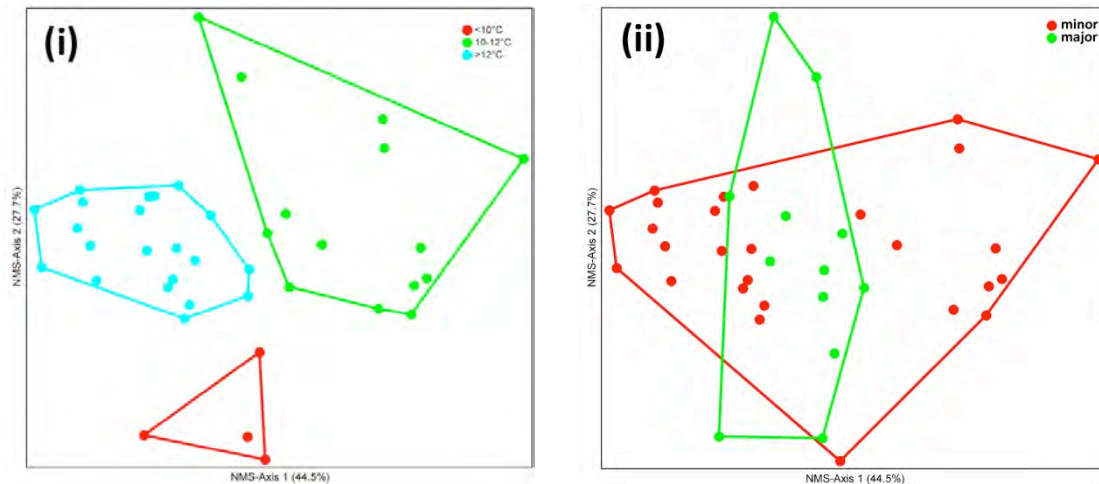 (i)
<10°C
10-12°C
>12°C
NMS-Axis 2 (27.7%)
NMS-Axis 1 (44.5%)
(ii)
minor
major
NMS-Axis 2 (27.7%)
NMS-Axis 1 (44.5%)